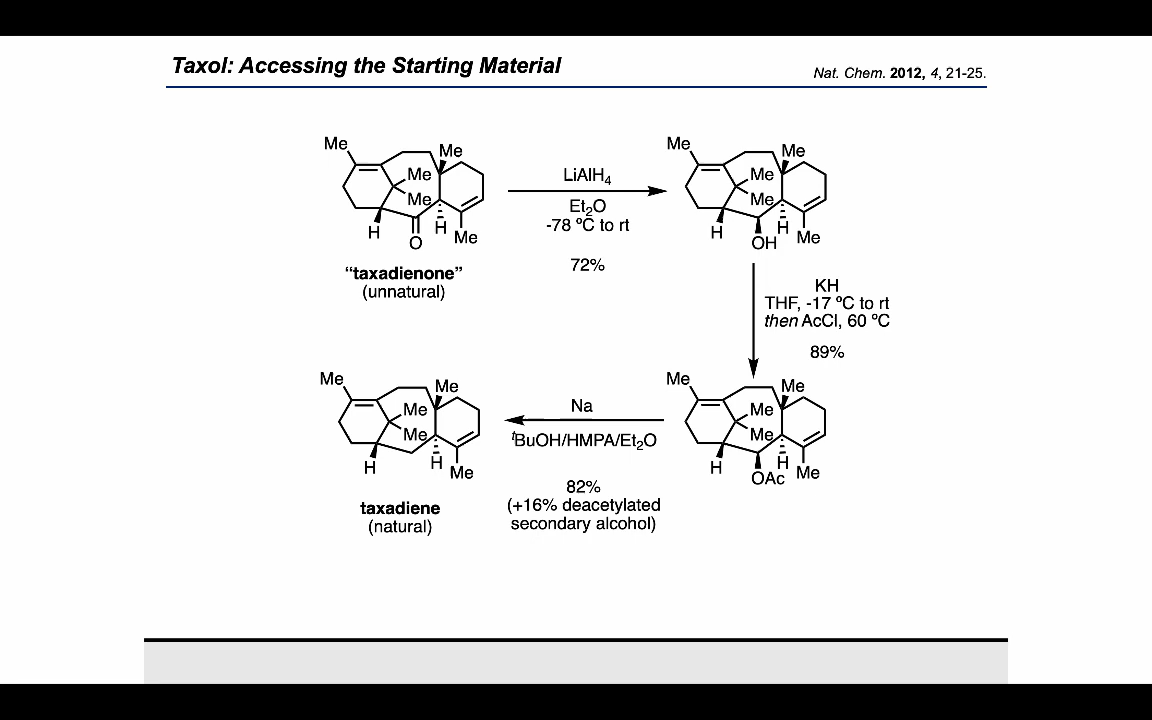 Taxol: Accessing the Starting Material
Nat. Chem. 2012, 4, 21-25.
Me
Me
Me
Me
H
H
Me
O
"taxadienone"
(unnatural)
LiAlH₄
Et₂O
-78 ºC to rt
72%
Me
Me
Me
Me
H
H
Me
OH
KH
THF, -17 ºC to rt
then AcCl, 60 ºC
89%
Me
Me
Me
Me
H
H
Me
OAc
Na
ᵗBuOH/HMPA/Et₂O
82%
(+16% deacetylated
secondary alcohol)
Me
Me
Me
Me
H
H
Me
taxadiene
(natural)